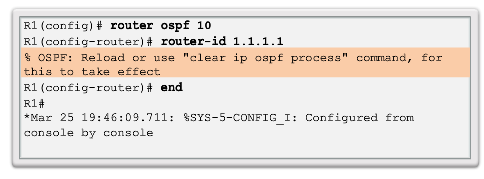 R1(config)# router ospf 10
R1(config-router)# router-id 1.1.1.1
% OSPF: Reload or use "clear ip ospf process" command, for
this to take effect
R1(config-router)# end
R1#
*Mar 25 19:46:09.711: %SYS-5-CONFIG_I: Configured from
console by console